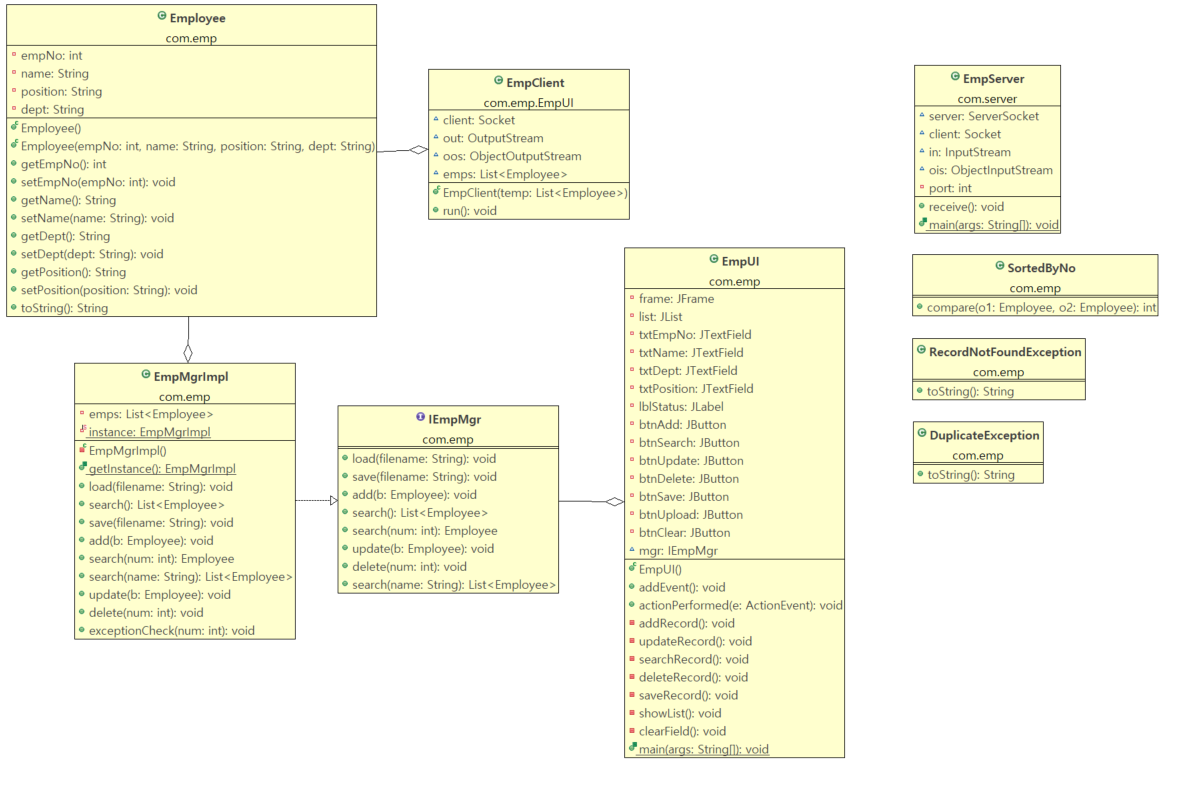 Employee
com.emp
empNo: int
name: String
position: String
dept: String
Employee()
Employee(empNo: int, name: String, position: String, dept: String)
getEmpNo(): int
setEmpNo(empNo: int): void
getName(): String
setName(name: String): void
getDept(): String
setDept(dept: String): void
getPosition(): String
setPosition(position: String): void
toString(): String
EmpClient
com.emp.EmpUI
client: Socket
out: OutputStream
oos: ObjectOutputStream
emps: List<Employee>
EmpClient(temp: List<Employee>)
run(): void
EmpServer
com.server
server: ServerSocket
client: Socket
in: InputStream
ois: ObjectInputStream
port: int
receive(): void
main(args: String[]): void
EmpMgrImpl
com.emp
emps: List<Employee>
instance: EmpMgrImpl
EmpMgrImpl()
getInstance(): EmpMgrImpl
load(filename: String): void
search(): List<Employee>
save(filename: String): void
add(b: Employee): void
search(num: int): Employee
search(name: String): List<Employee>
update(b: Employee): void
delete(num: int): void
exceptionCheck(num: int): void
IEmpMgr
com.emp
load(filename: String): void
save(filename: String): void
add(b: Employee): void
search(): List<Employee>
search(num: int): Employee
update(b: Employee): void
delete(num: int): void
search(name: String): List<Employee>
EmpUI
com.emp
frame: JFrame
list: JList
txtEmpNo: JTextField
txtName: JTextField
txtDept: JTextField
txtPosition: JTextField
lblStatus: JLabel
btnAdd: JButton
btnSearch: JButton
btnUpdate: JButton
btnDelete: JButton
btnSave: JButton
btnUpload: JButton
btnClear: JButton
mgr: IEmpMgr
EmpUI()
addEvent(): void
actionPerformed(e: ActionEvent): void
addRecord(): void
updateRecord(): void
searchRecord(): void
deleteRecord(): void
saveRecord(): void
showList(): void
clearField(): void
main(args: String[]): void
SortedByNo
com.emp
compare(o1: Employee, o2: Employee): int
RecordNotFoundException
com.emp
toString(): String
DuplicateException
com.emp
toString(): String